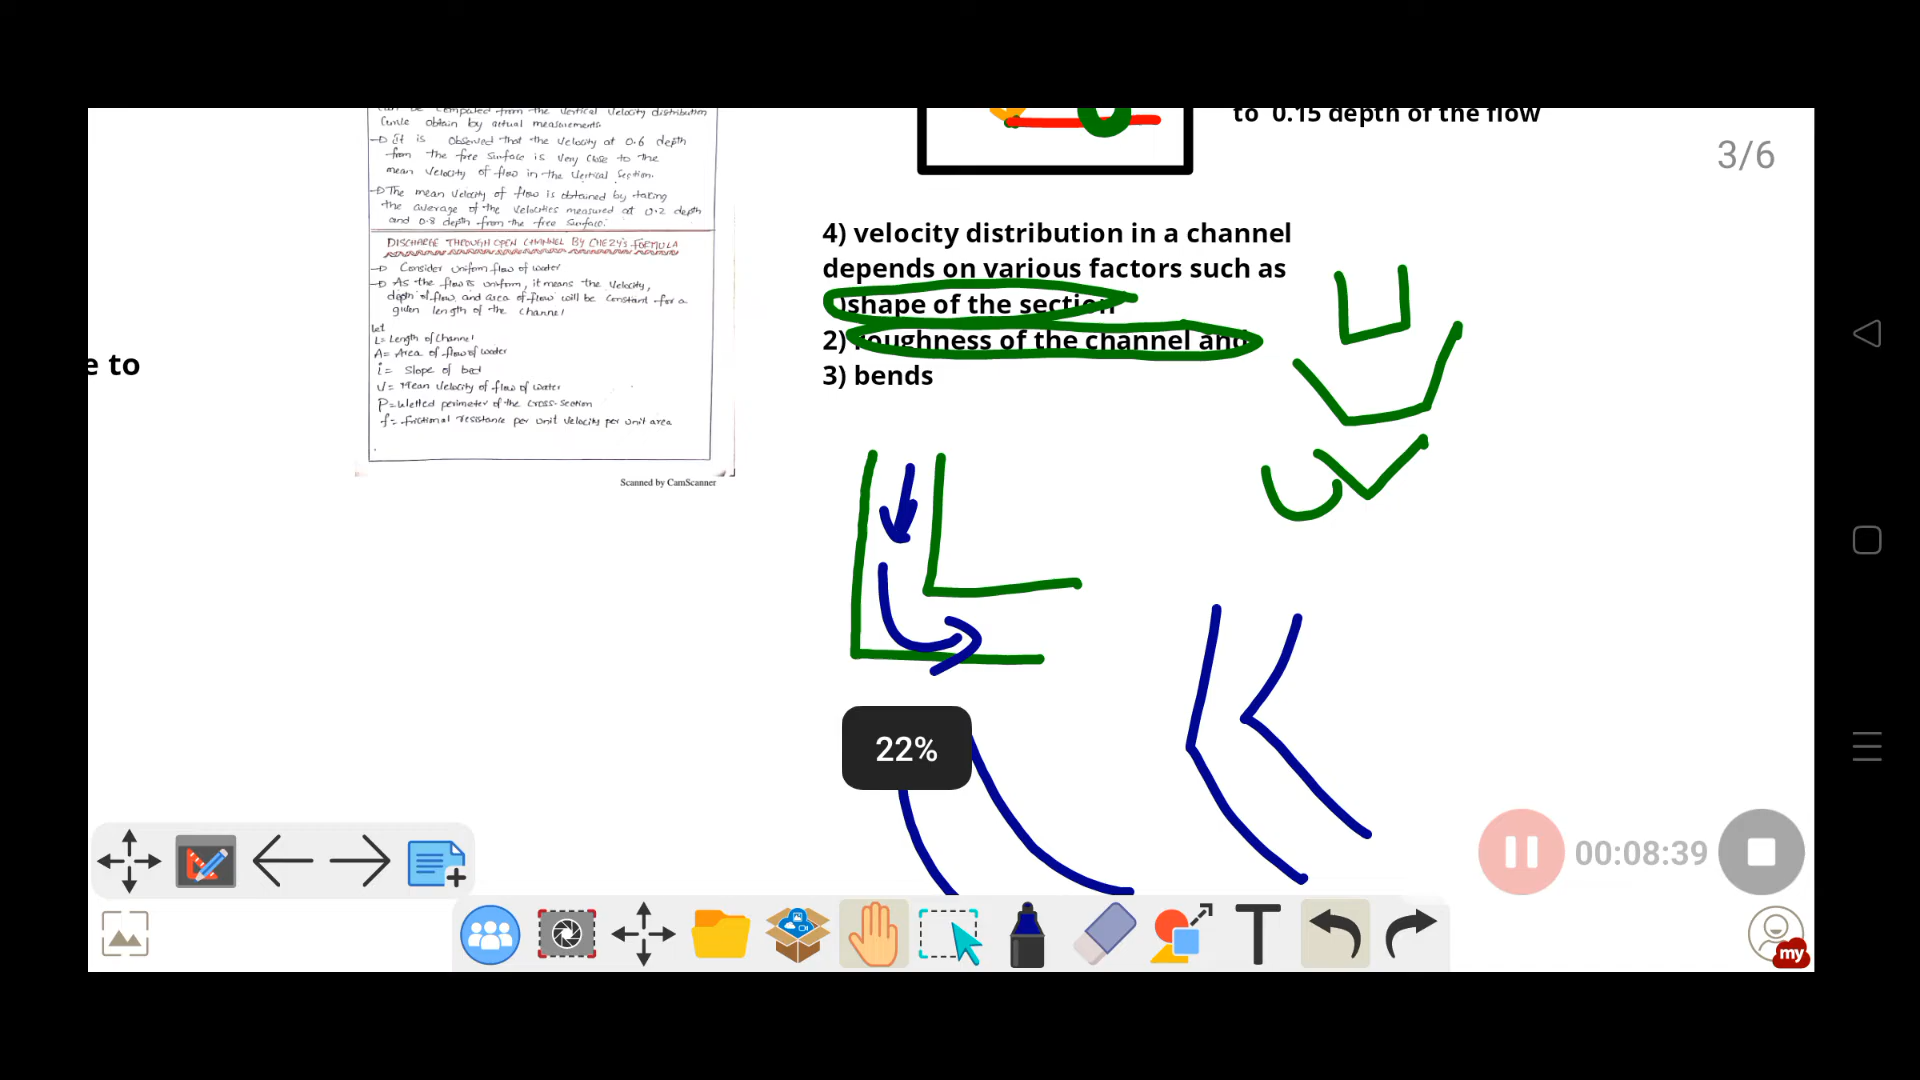 can be computed from the vertical velocity distribution
curve obtain by actual measurements.
It is observed that the velocity at 0.6 depth
from the free surface is very close to the
mean velocity of flow in the vertical section.
The mean velocity of flow is obtained by taking
the average of the velocities measured at 0.2 depth
and 0.8 depth from the free surface.
DISCHARGE THROUGH OPEN CHANNEL BY CHEZY'S FORMULA
Consider uniform flow of water
As the flow is uniform, it means the velocity,
depth of flow and area of flow will be constant for a
given length of the channel
let
L= Length of channel
A= Area of flow of water
i= Slope of bed
V= Mean velocity of flow of water
P= Wetted perimeter of the cross-section
f= frictional resistance per unit velocity per unit area
Scanned by CamScanner
e to
to 0.15 depth of the flow
3/6
4) velocity distribution in a channel
depends on various factors such as
)shape of the section
2) roughness of the channel and
3) bends
22%
00:08:39
T
my